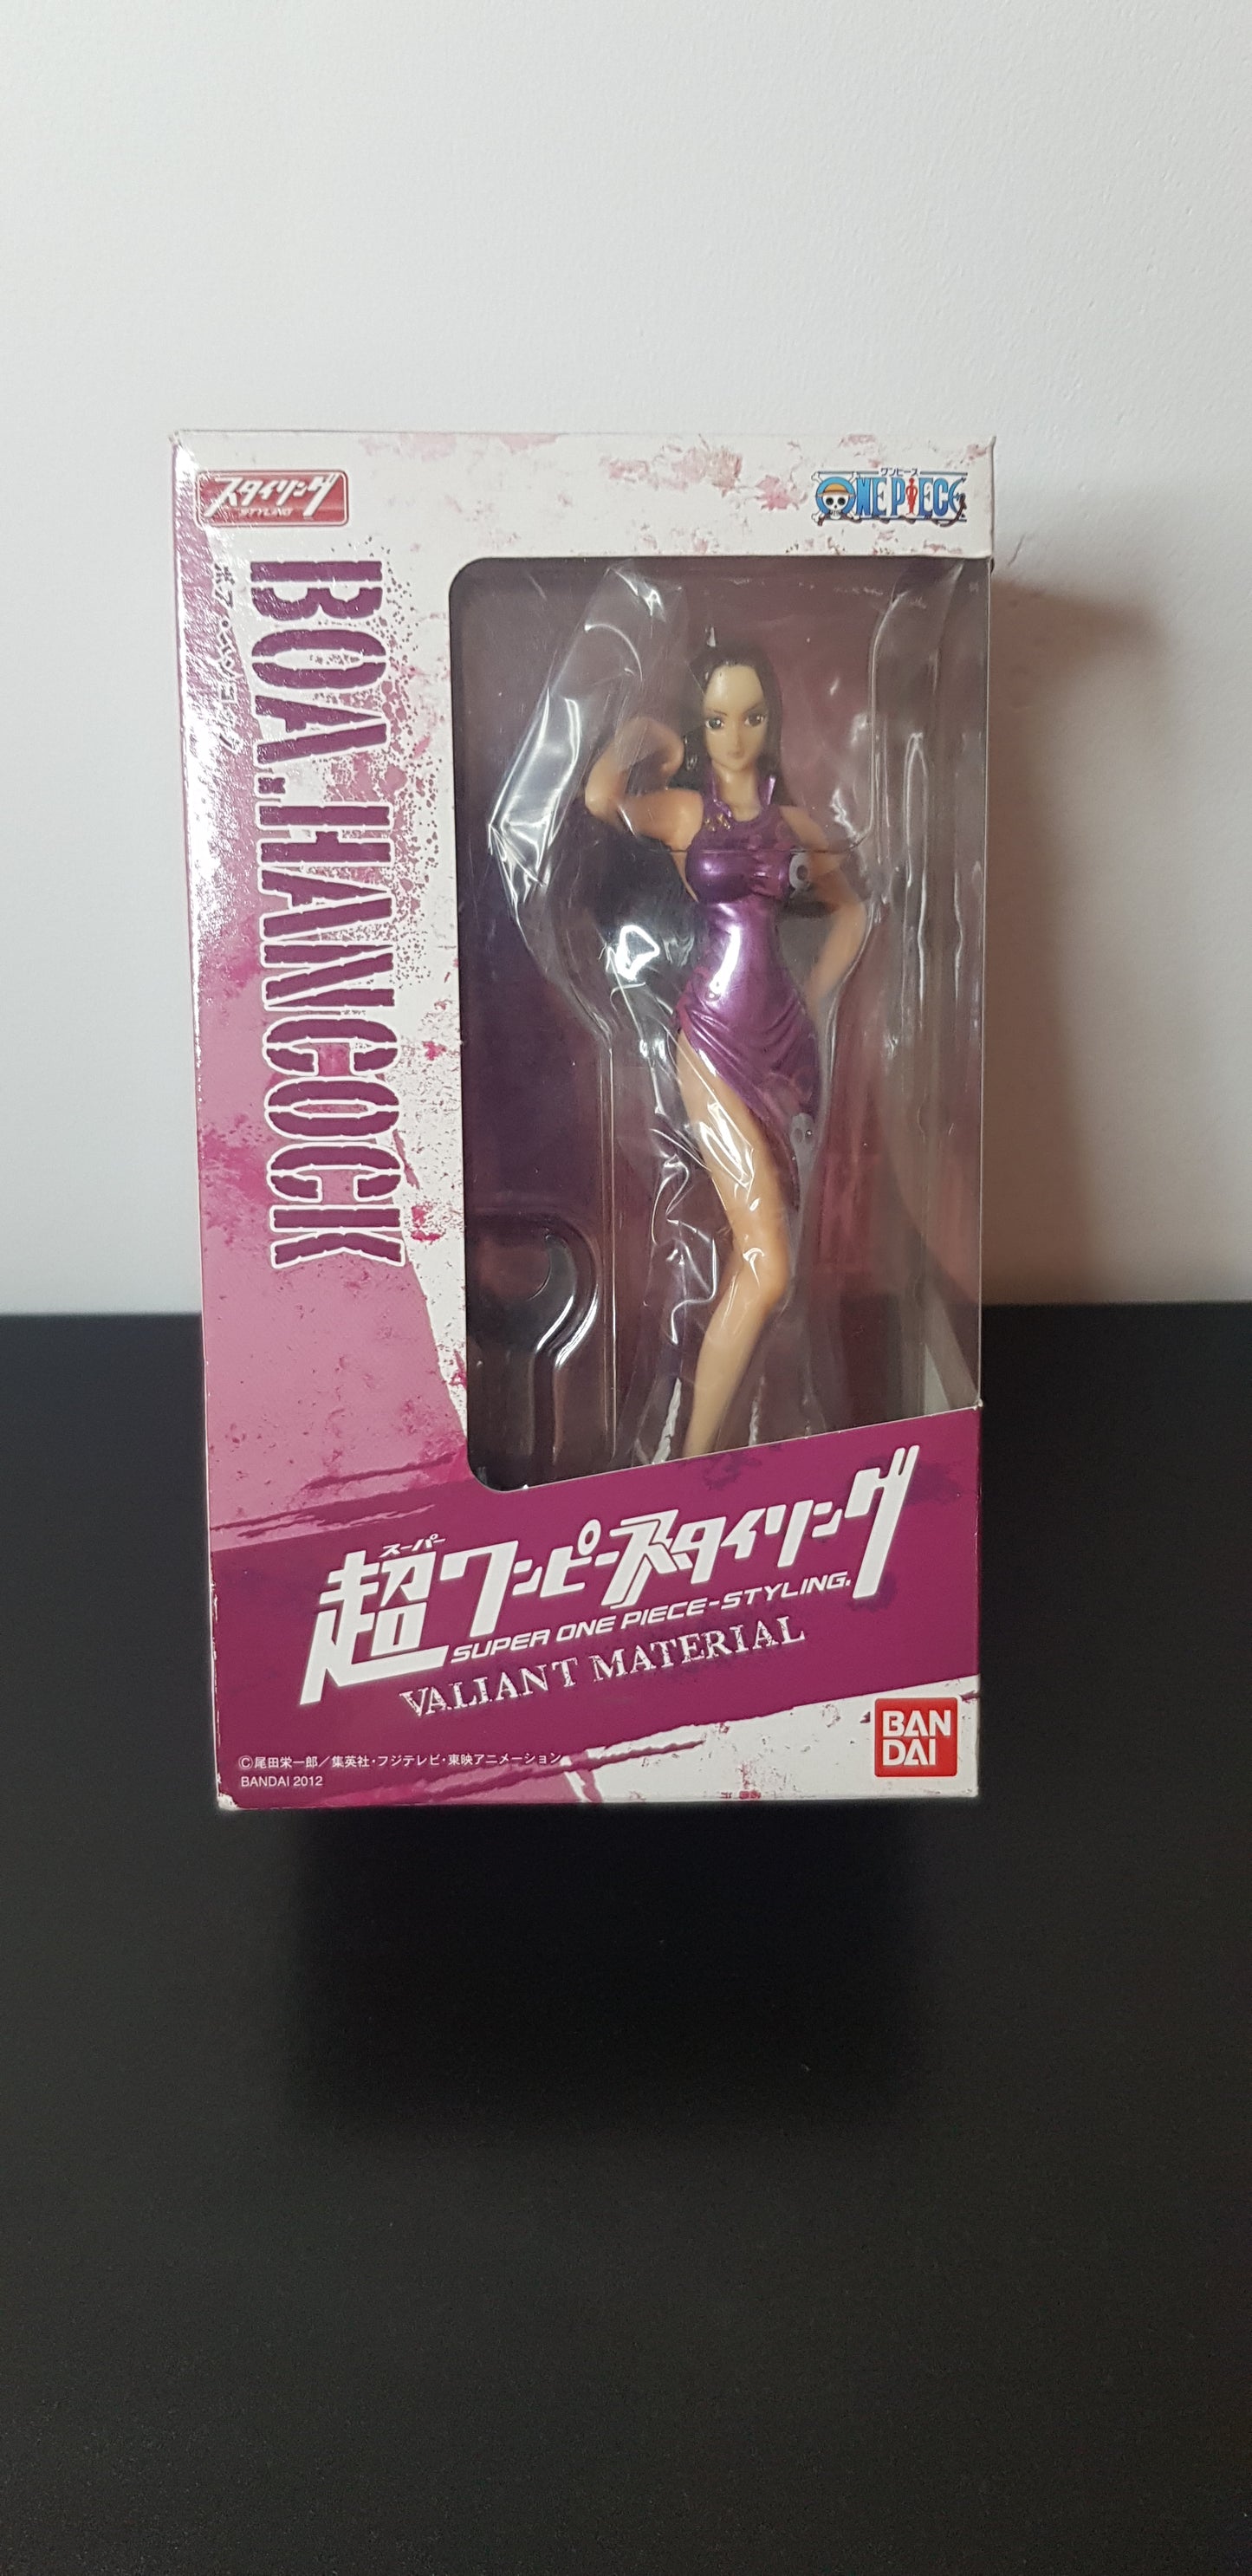 スタイリング
STYLING
ワンピース
ONE PIECE
BOA.HANCOCK
スーパー
超ワンピーススタイリング
SUPER ONE PIECE-STYLING.
VALIANT MATERIAL
©尾田栄一郎/集英社・フジテレビ・東映アニメーション
BANDAI 2012
BAN
DAI